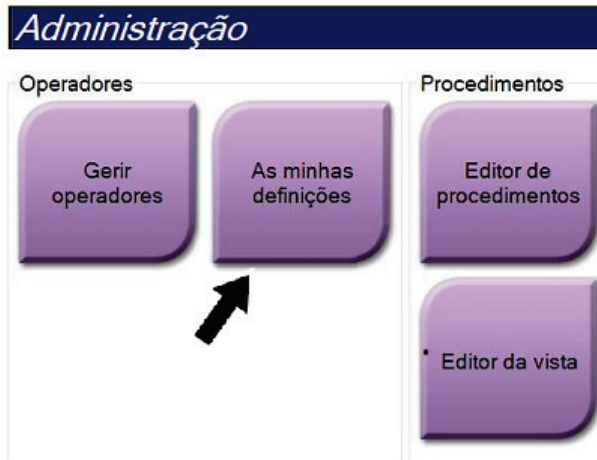 Administração
Operadores
Gerir
operadores
As minhas
definições
Procedimentos
Editor de
procedimentos
Editor da vista